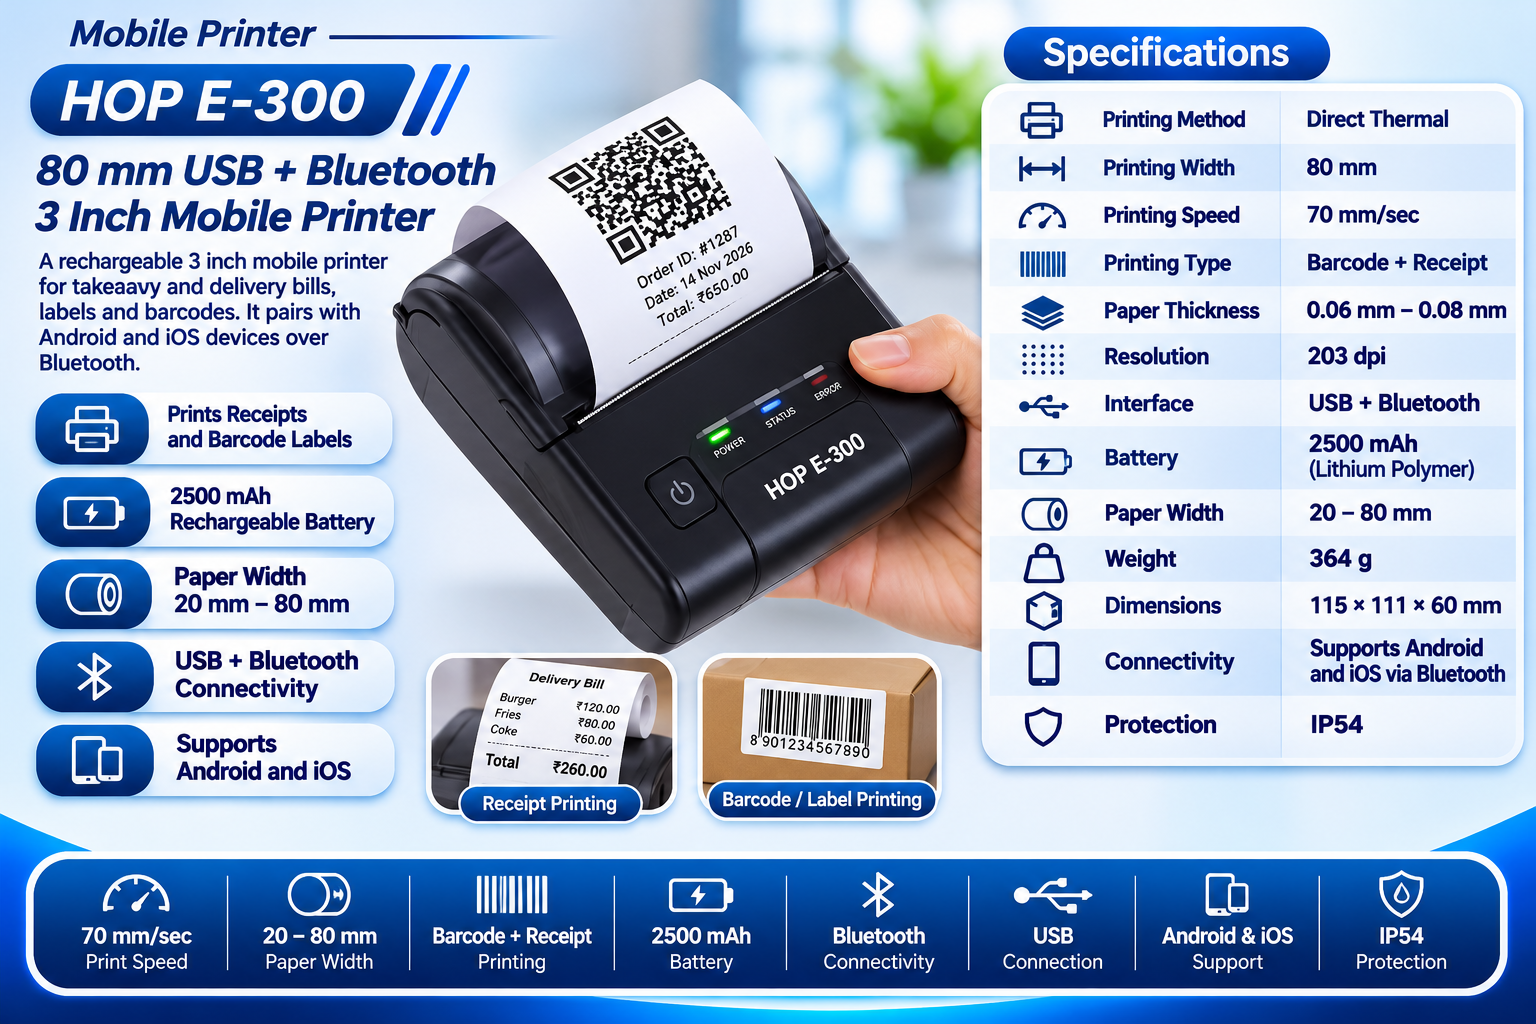 Mobile Printer
HOP E-300
80 mm USB + Bluetooth
3 Inch Mobile Printer
A rechargeable 3 inch mobile printer
for takeaavy and delivery bills,
labels and barcodes. It pairs with
Android and iOS devices over
Bluetooth.
Prints Receipts
and Barcode Labels
2500 mAh
Rechargeable Battery
Paper Width
20 mm – 80 mm
USB + Bluetooth
Connectivity
Supports
Android and iOS
Order ID: #1287
Date: 14 Nov 2026
Total: ₹650.00
POWER
STATUS
ERROR
HOP E-300
Delivery Bill
Burger ₹120.00
Fries ₹80.00
Coke ₹60.00
Total ₹260.00
Receipt Printing
8 901234567890
Barcode / Label Printing
Specifications
Printing Method Direct Thermal
Printing Width 80 mm
Printing Speed 70 mm/sec
Printing Type Barcode + Receipt
Paper Thickness 0.06 mm – 0.08 mm
Resolution 203 dpi
Interface USB + Bluetooth
Battery 2500 mAh
(Lithium Polymer)
Paper Width 20 – 80 mm
Weight 364 g
Dimensions 115 × 111 × 60 mm
Connectivity Supports Android
and iOS via Bluetooth
Protection IP54
70 mm/sec
Print Speed
20 – 80 mm
Paper Width
Barcode + Receipt
Printing
2500 mAh
Battery
Bluetooth
Connectivity
USB
Connection
Android & iOS
Support
IP54
Protection